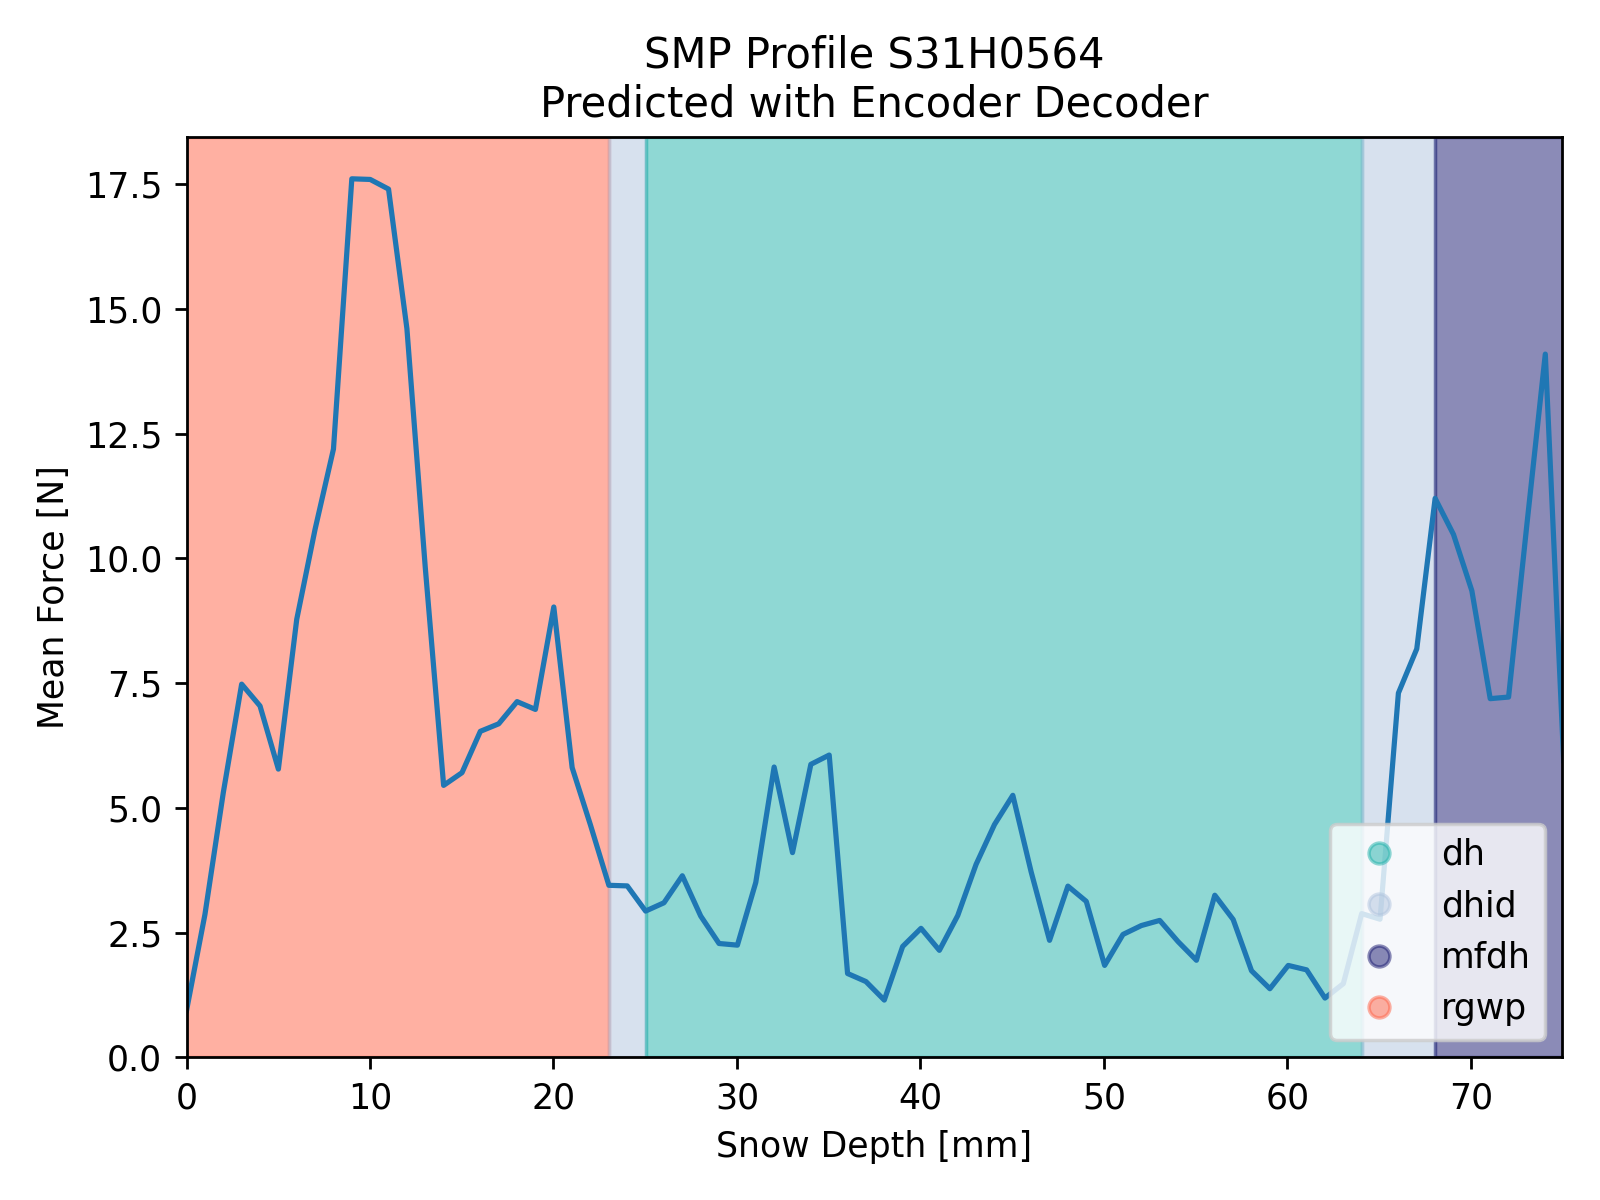 SMP Profile S31H0564
Predicted with Encoder Decoder
Mean Force [N]
17.5
15.0
12.5
10.0
7.5
5.0
2.5
0.0
0 10 20 30 40 50 60 70
Snow Depth [mm]
dh
dhid
mfdh
rgwp